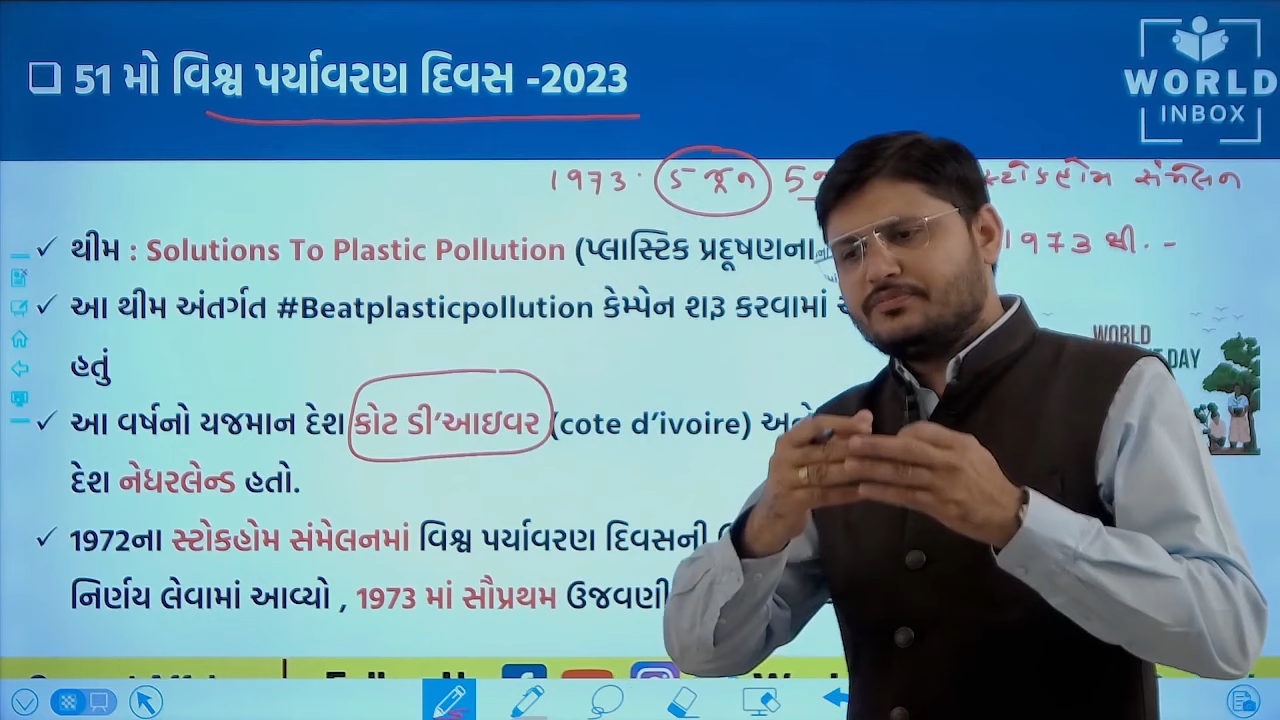 51 મો વિશ્વ પર્યાવરણ દિવસ -2023
WORLD
INBOX
1973. 5 જૂન સ્ટોકહોમ સંમેલન
થીમ : Solutions To Plastic Pollution (પ્લાસ્ટિક પ્રદૂષણના
1973 થી. -
આ થીમ અંતર્ગત #Beatplasticpollution કેમ્પેન શરૂ કરવામાં
હતું
WORLD
DAY
આ વર્ષનો યજમાન દેશ કોટ ડી'આઇવર (cote d'ivoire)
દેશ નેધરલેન્ડ હતો.
1972ના સ્ટોકહોમ સંમેલનમાં વિશ્વ પર્યાવરણ દિવસની
નિર્ણય લેવામાં આવ્યો , 1973 માં સૌપ્રથમ ઉજવણી